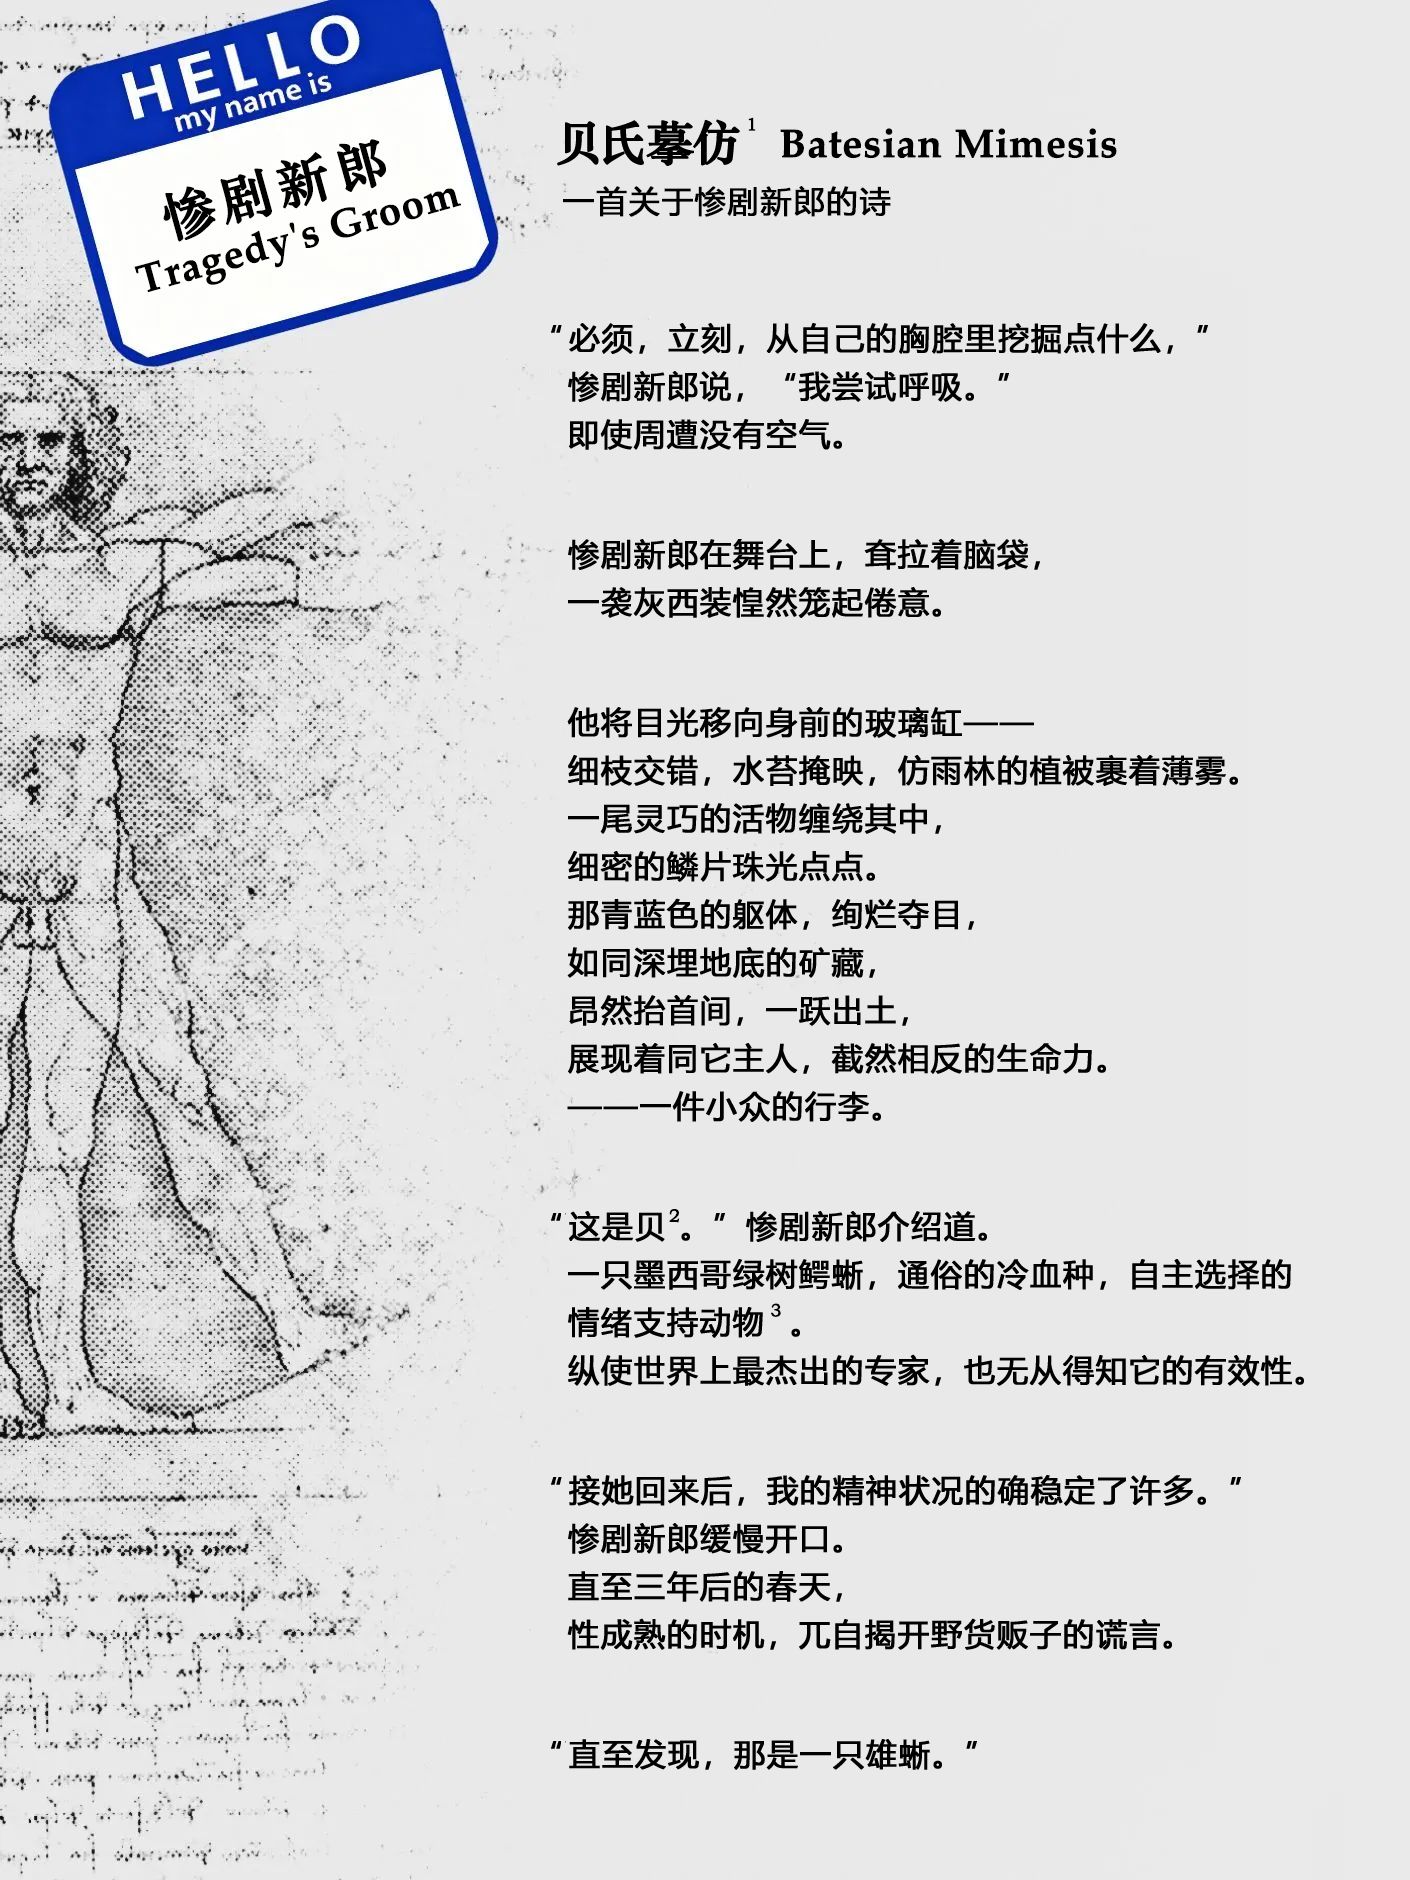 HELLO
my name is
惨剧新郎
Tragedy's Groom
贝氏摹仿¹ Batesian Mimesis
一首关于惨剧新郎的诗
“必须，立刻，从自己的胸腔里挖掘点什么，”
惨剧新郎说，“我尝试呼吸。”
即使周遭没有空气。
惨剧新郎在舞台上，耷拉着脑袋，
一袭灰西装惶然笼起倦意。
他将目光移向身前的玻璃缸——
细枝交错，水苔掩映，仿雨林的植被裹着薄雾。
一尾灵巧的活物缠绕其中，
细密的鳞片珠光点点。
那青蓝色的躯体，绚烂夺目，
如同深埋地底的矿藏，
昂然抬首间，一跃出土，
展现着同它主人，截然相反的生命力。
——一件小众的行李。
“这是贝²。”惨剧新郎介绍道。
一只墨西哥绿树鳄蜥，通俗的冷血种，自主选择的
情绪支持动物³。
纵使世界上最杰出的专家，也无从得知它的有效性。
“接她回来后，我的精神状况的确稳定了许多。”
惨剧新郎缓慢开口。
直至三年后的春天，
性成熟的时机，兀自揭开野货贩子的谎言。
“直至发现，那是一只雄蜥。”